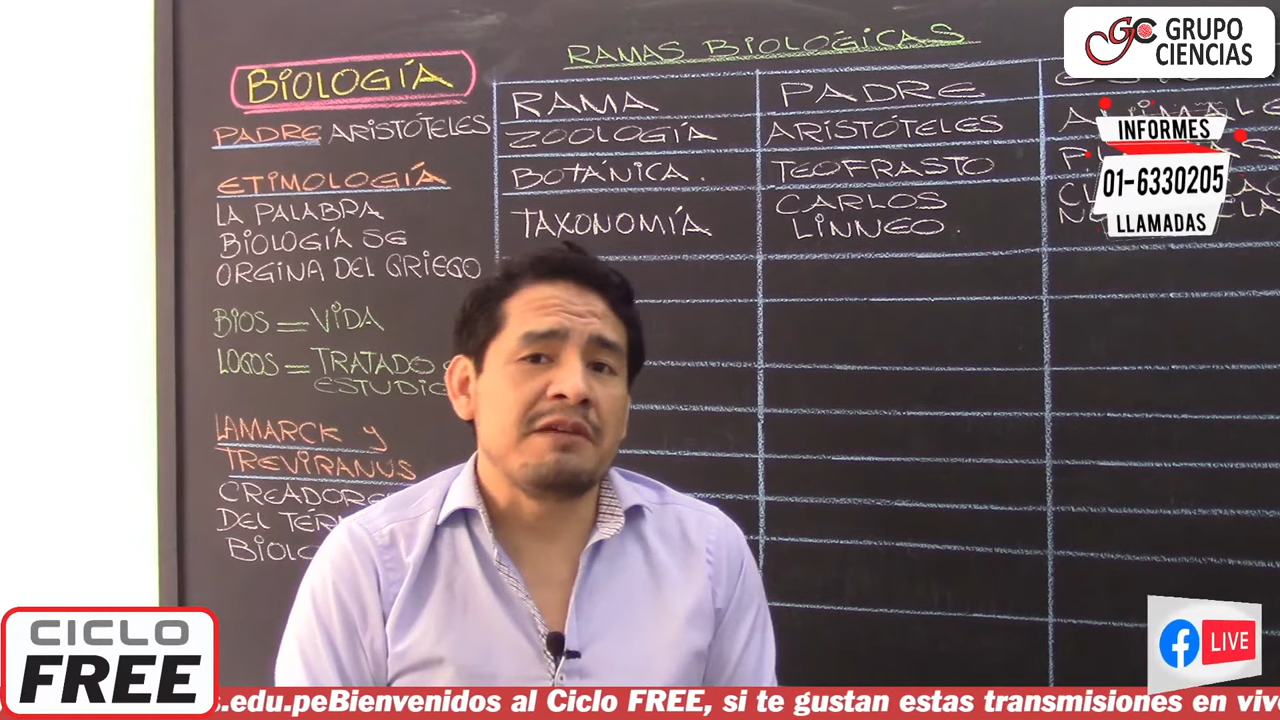 BIOLOGÍA
PADRE ARISTÓTELES
ETIMOLOGÍA
LA PALABRA
BIOLOGÍA SE
ORGINA DEL GRIEGO
BIOS = VIDA
LOGOS = TRATADO
ESTUDIO
LAMARCK Y
TREVIRANUS
DEL
RAMAS BIOLÓGICAS
RAMA PADRE
ZOOLOGÍA ARISTÓTELES
BOTÁNICA. TEOFRASTO
TAXONOMÍA CARLOS
LINNEO.
GC GRUPO
CIENCIAS
INFORMES
01-6330205
LLAMADAS
CICLO
FREE
LIVE
s.edu.peBienvenidos al Ciclo FREE, si te gustan estas transmisiones en viv